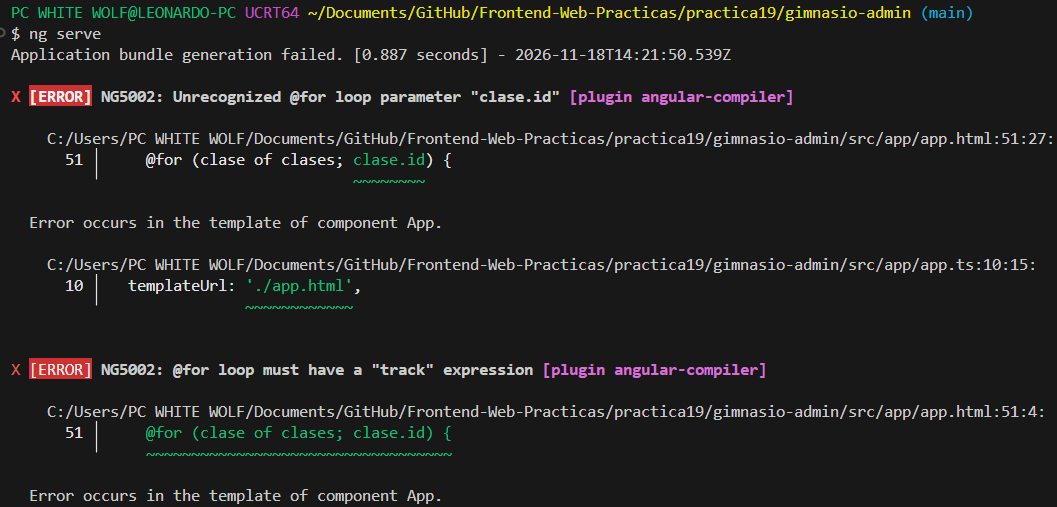 PC WHITE WOLF@LEONARDO-PC UCRT64 ~/Documents/GitHub/Frontend-Web-Practicas/practica19/gimnasio-admin (main)
$ ng serve
Application bundle generation failed. [0.887 seconds] - 2026-11-18T14:21:50.539Z
X [ERROR] NG5002: Unrecognized @for loop parameter "clase.id" [plugin angular-compiler]
C:/Users/PC WHITE WOLF/Documents/GitHub/Frontend-Web-Practicas/practica19/gimnasio-admin/src/app/app.html:51:27:
51 │ @for (clase of clases; clase.id) {
~~~~~~~~
Error occurs in the template of component App.
C:/Users/PC WHITE WOLF/Documents/GitHub/Frontend-Web-Practicas/practica19/gimnasio-admin/src/app/app.ts:10:15:
10 │ templateUrl: './app.html',
~~~~~~~~~~~~
X [ERROR] NG5002: @for loop must have a "track" expression [plugin angular-compiler]
C:/Users/PC WHITE WOLF/Documents/GitHub/Frontend-Web-Practicas/practica19/gimnasio-admin/src/app/app.html:51:4:
51 │ @for (clase of clases; clase.id) {
~~~~~~~~~~~~~~~~~~~~~~~~~~~~~~~~~~
Error occurs in the template of component App.